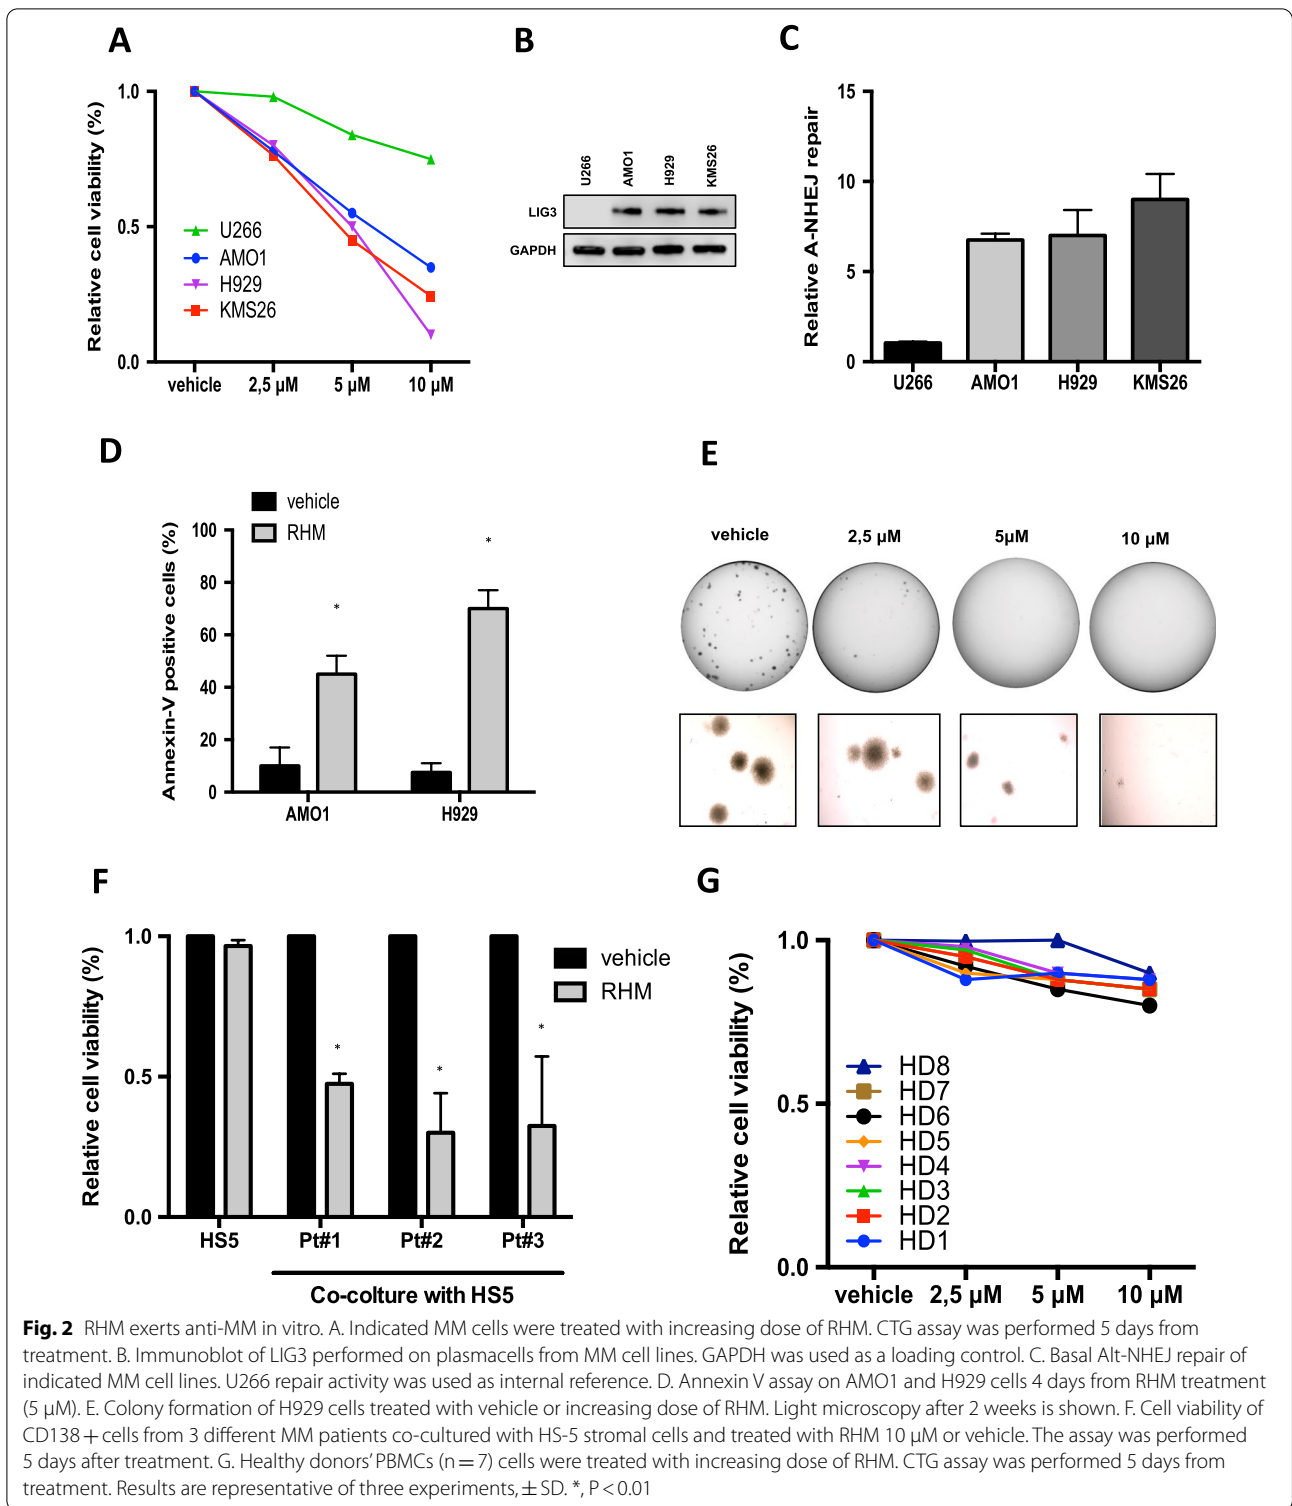 A
Relative cell viability (%)
1.0
0.5
0.0
U266
AMO1
H929
KMS26
vehicle 2,5 µM 5 µM 10 µM
B
U266 AMO1 H929 KMS26
LIG3
GAPDH
C
Relative A-NHEJ repair
15
10
5
0
U266 AMO1 H929 KMS26
D
vehicle
RHM
Annexin-V positive cells (%)
100
80
60
40
20
0
*
*
AMO1 H929
E
vehicle 2,5 µM 5µM 10 µM
F
Relative cell viability (%)
1.0
0.5
0.0
vehicle
RHM
* * *
HS5 Pt#1 Pt#2 Pt#3
Co-colture with HS5
G
Relative cell viability (%)
1.0
0.5
0.0
HD8
HD7
HD6
HD5
HD4
HD3
HD2
HD1
vehicle 2,5 µM 5 µM 10 µM
Fig. 2 RHM exerts anti-MM in vitro. A. Indicated MM cells were treated with increasing dose of RHM. CTG assay was performed 5 days from
treatment. B. Immunoblot of LIG3 performed on plasmacells from MM cell lines. GAPDH was used as a loading control. C. Basal Alt-NHEJ repair of
indicated MM cell lines. U266 repair activity was used as internal reference. D. Annexin V assay on AMO1 and H929 cells 4 days from RHM treatment
(5 µM). E. Colony formation of H929 cells treated with vehicle or increasing dose of RHM. Light microscopy after 2 weeks is shown. F. Cell viability of
CD138 + cells from 3 different MM patients co-cultured with HS-5 stromal cells and treated with RHM 10 µM or vehicle. The assay was performed
5 days after treatment. G. Healthy donors' PBMCs (n = 7) cells were treated with increasing dose of RHM. CTG assay was performed 5 days from
treatment. Results are representative of three experiments, ± SD. *, P < 0.01